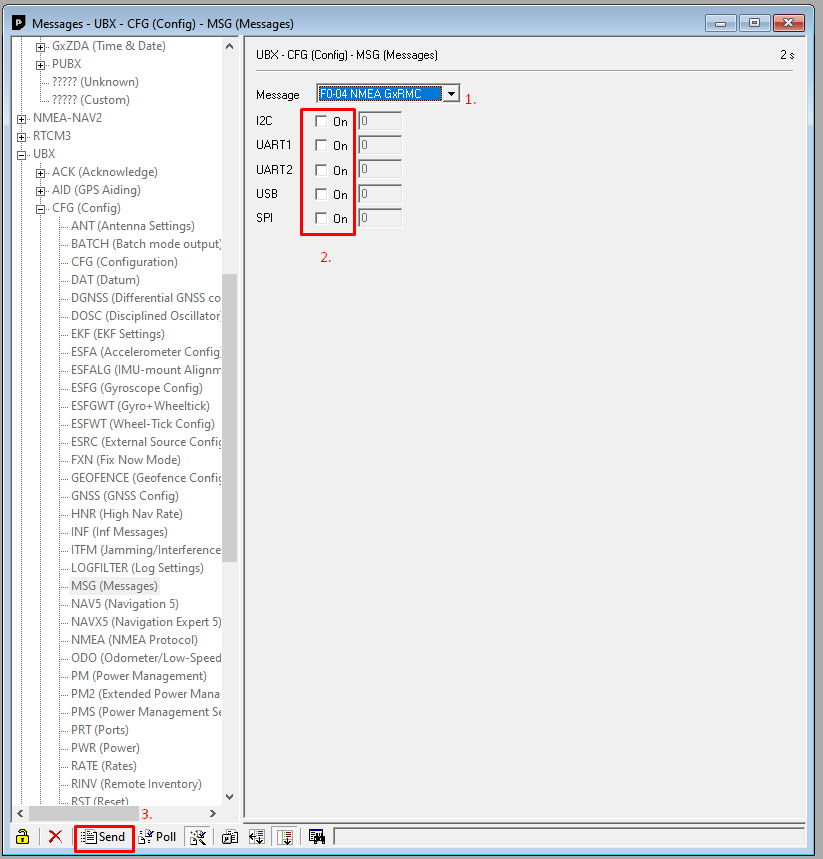 Messages - UBX - CFG (Config) - MSG (Messages)
GxZDA (Time & Date)
PUBX
????? (Unknown)
????? (Custom)
NMEA-NAV2
RTCM3
UBX
ACK (Acknowledge)
AID (GPS Aiding)
CFG (Config)
ANT (Antenna Settings)
BATCH (Batch mode output)
CFG (Configuration)
DAT (Datum)
DGNSS (Differential GNSS co
DOSC (Disciplined Oscillator
EKF (EKF Settings)
ESFA (Accelerometer Config
ESFALG (IMU-mount Alignm
ESFG (Gyroscope Config)
ESFGWT (Gyro+Wheeltick)
ESFWT (Wheel-Tick Config)
ESRC (External Source Config
FXN (Fix Now Mode)
GEOFENCE (Geofence Config
GNSS (GNSS Config)
HNR (High Nav Rate)
INF (Inf Messages)
ITFM (Jamming/Interference
LOGFILTER (Log Settings)
MSG (Messages)
NAV5 (Navigation 5)
NAVX5 (Navigation Expert 5)
NMEA (NMEA Protocol)
ODO (Odometer/Low-Speed
PM (Power Management)
PM2 (Extended Power Mana
PMS (Power Management Se
PRT (Ports)
PWR (Power)
RATE (Rates)
RINV (Remote Inventory)
RST (Reset)
UBX - CFG (Config) - MSG (Messages) 2 s
Message F0-04 NMEA GxRMC 1.
I2C On 0
UART1 On 0
UART2 On 0
USB On 0
SPI On 0
2.
3.
Send Poll